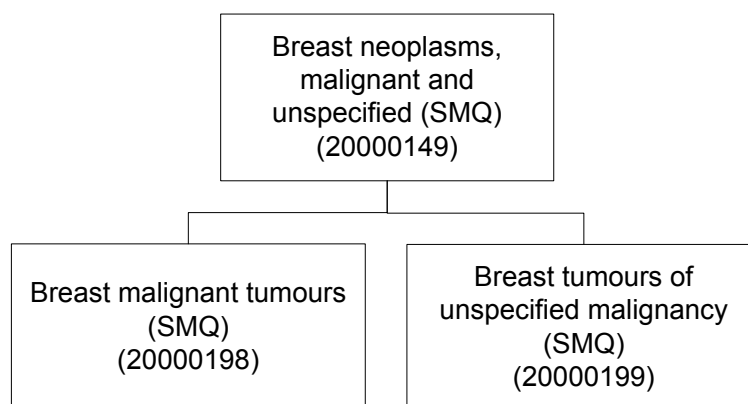 Breast neoplasms,
malignant and
unspecified (SMQ)
(20000149)
Breast malignant tumours
(SMQ)
(20000198)
Breast tumours of
unspecified malignancy
(SMQ)
(20000199)